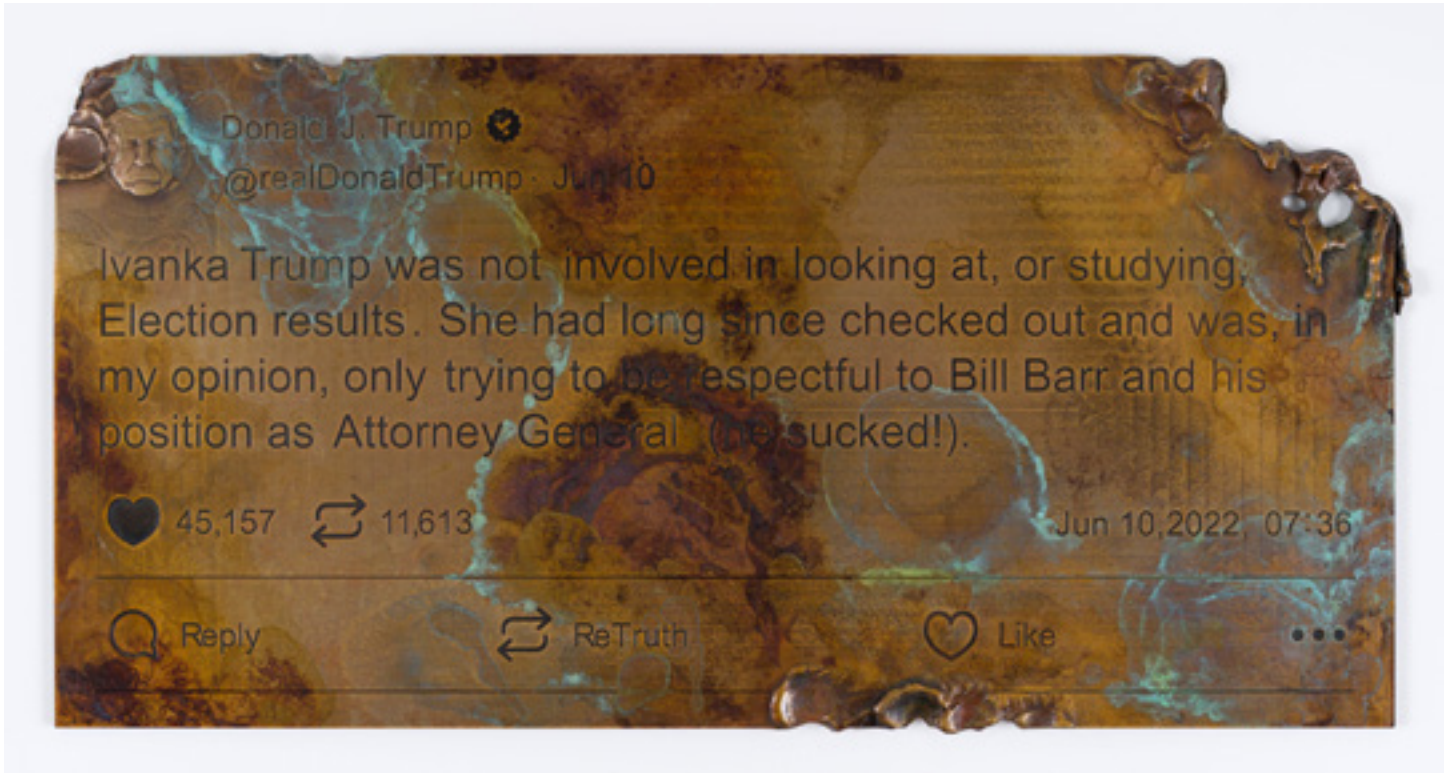 Donald J. Trump
@realDonaldTrump · Jun 10
Ivanka Trump was not involved in looking at, or studying,
Election results. She had long since checked out and was, in
my opinion, only trying to be respectful to Bill Barr and his
position as Attorney General (he sucked!).
45,157 11,613 Jun 10,2022, 07:36
Reply ReTruth Like